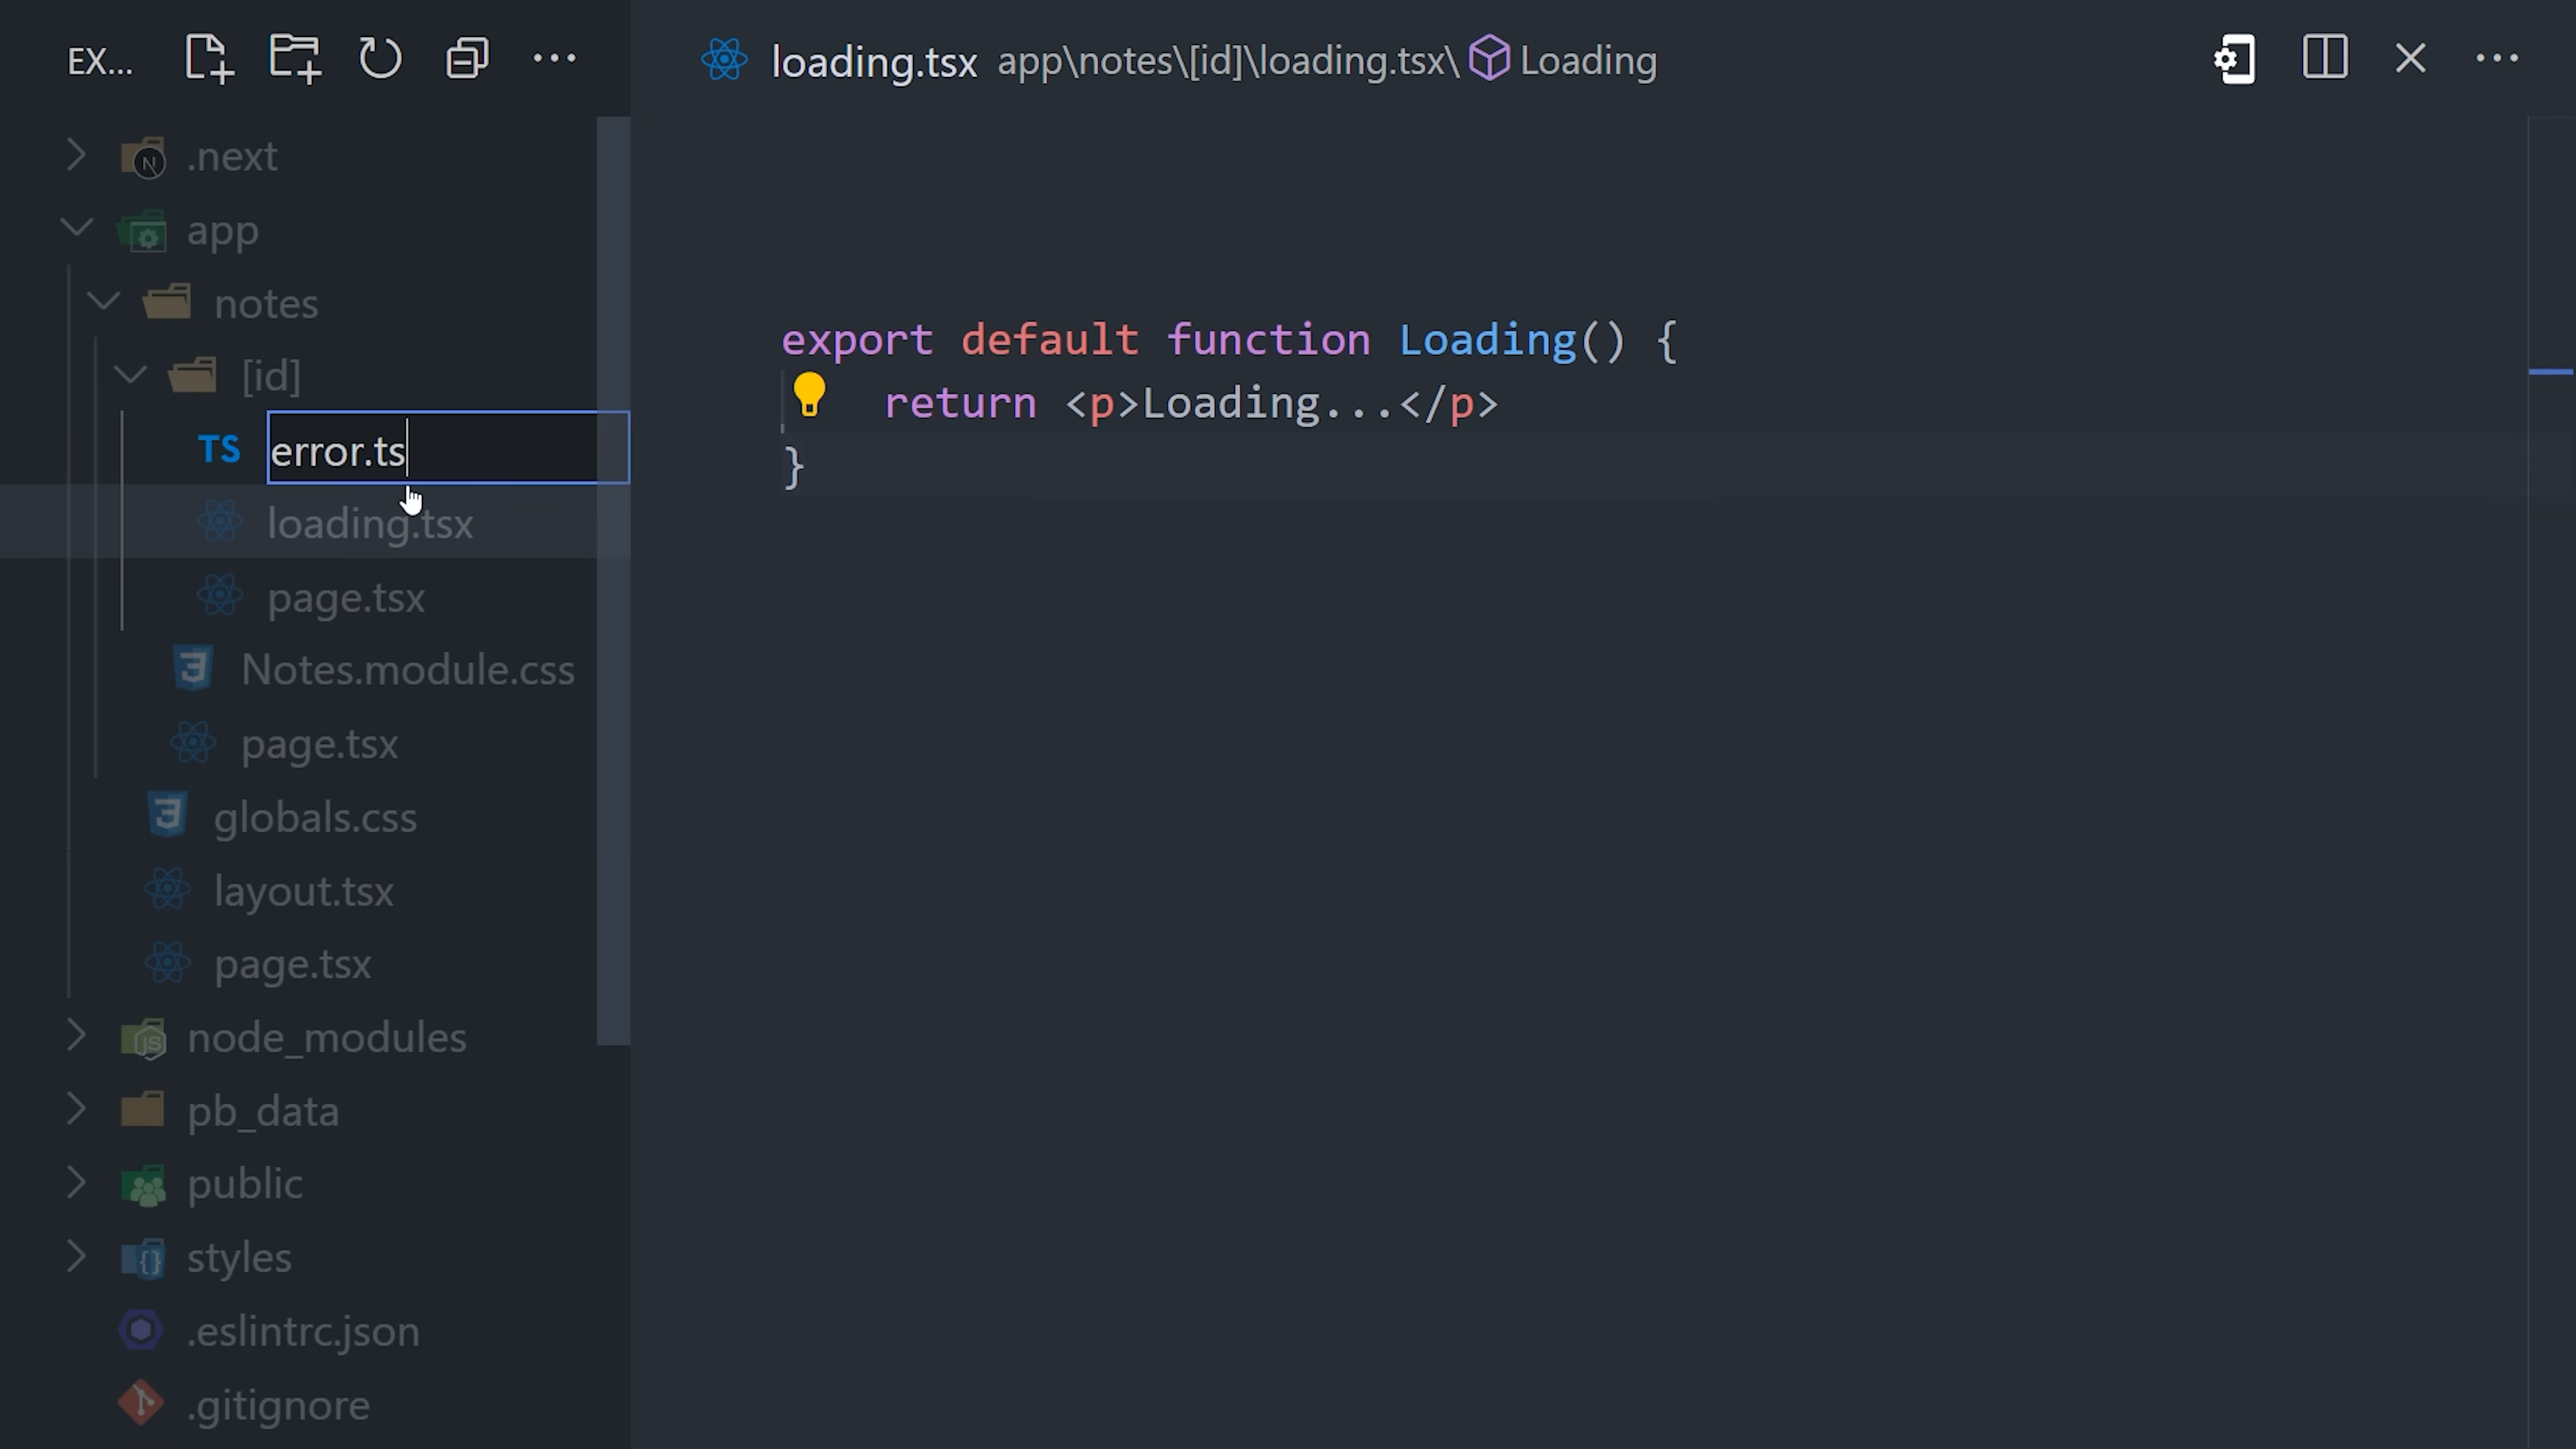 EX...
.next
app
notes
[id]
TS error.ts
loading.tsx
page.tsx
Notes.module.css
page.tsx
globals.css
layout.tsx
page.tsx
node_modules
pb_data
public
styles
.eslintrc.json
.gitignore
loading.tsx app\notes\[id]\loading.tsx\ Loading
export default function Loading() {
return <p>Loading...</p>
}